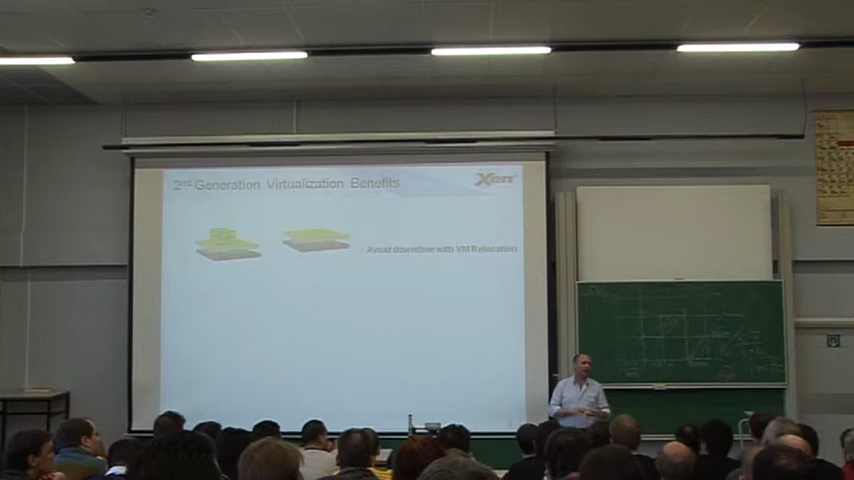 2nd Generation Virtualization Benefits
Xen
Avoid downtime with VM Relocation